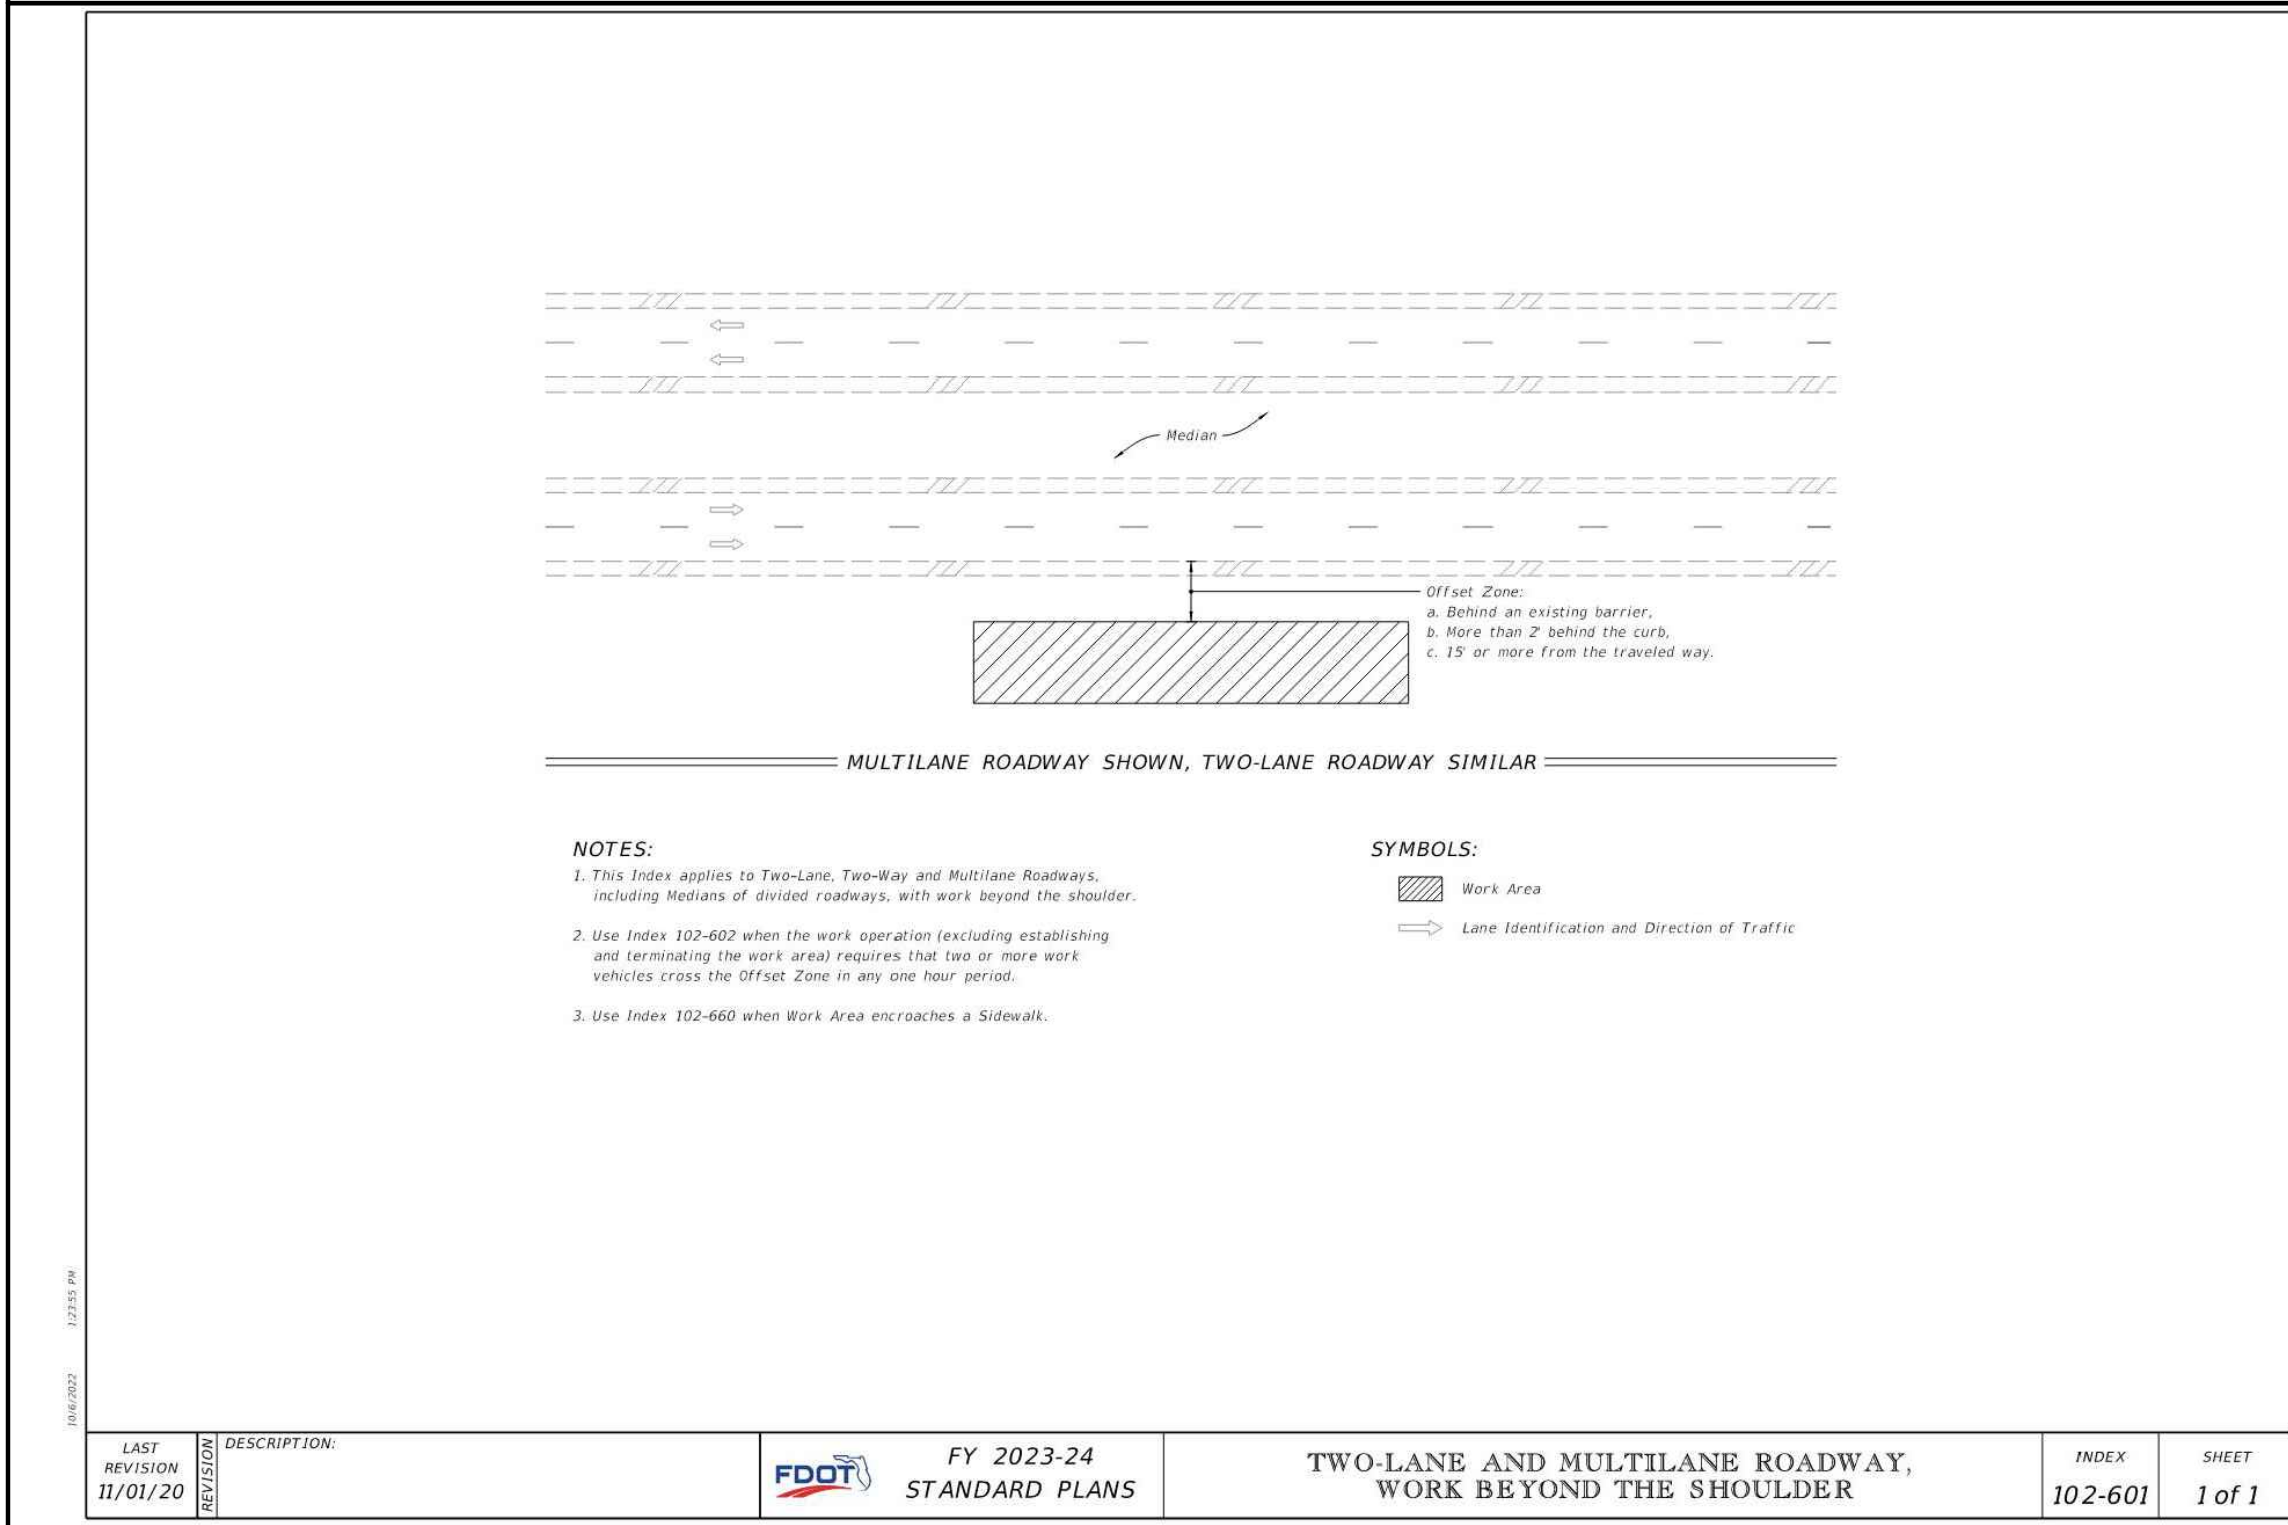 Median
Offset Zone:
a. Behind an existing barrier,
b. More than 2' behind the curb,
c. 15' or more from the traveled way.
MULTILANE ROADWAY SHOWN, TWO-LANE ROADWAY SIMILAR
NOTES:
1. This Index applies to Two-Lane, Two-Way and Multilane Roadways,
including Medians of divided roadways, with work beyond the shoulder.
2. Use Index 102-602 when the work operation (excluding establishing
and terminating the work area) requires that two or more work
vehicles cross the Offset Zone in any one hour period.
3. Use Index 102-660 when Work Area encroaches a Sidewalk.
SYMBOLS:
Work Area
Lane Identification and Direction of Traffic
10/6/2022 1:23:55 PM
LAST
REVISION
11/01/20
REVISION
DESCRIPTION:
FDOT
FY 2023-24
STANDARD PLANS
TWO-LANE AND MULTILANE ROADWAY,
WORK BEYOND THE SHOULDER
INDEX
102-601
SHEET
1 of 1